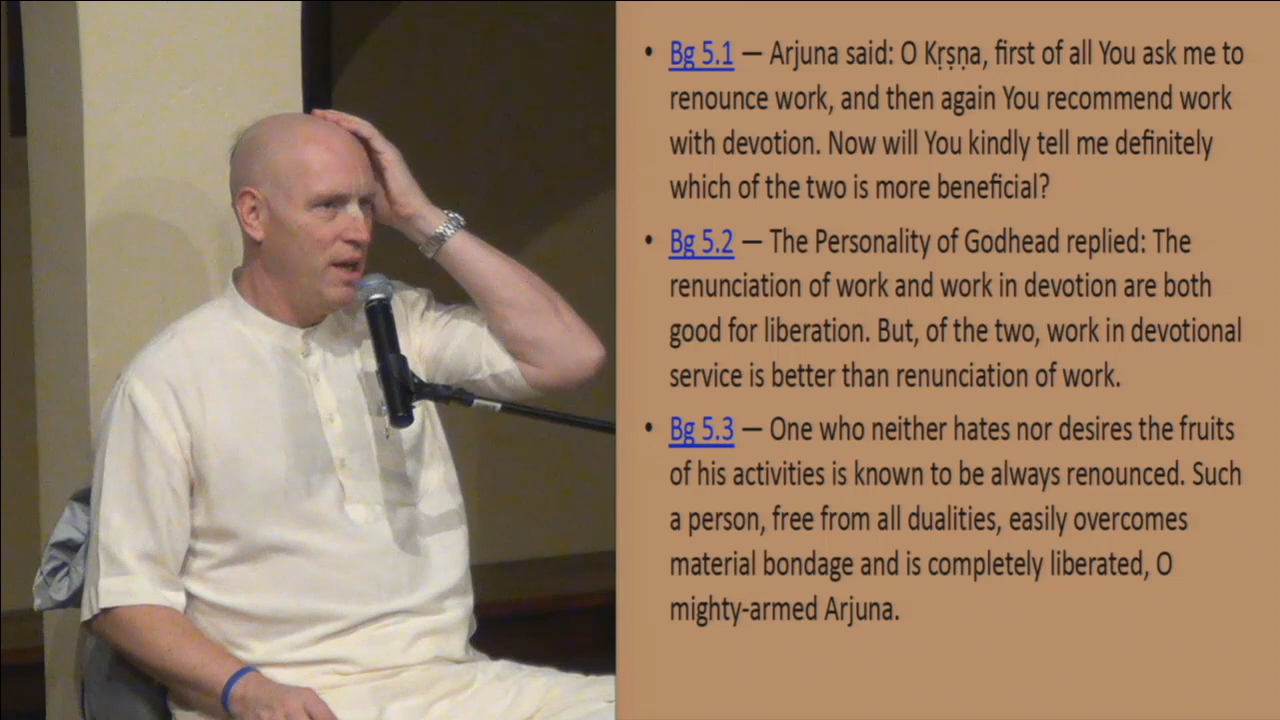 • Bg 5.1 — Arjuna said: O Kṛṣṇa, first of all You ask me to
renounce work, and then again You recommend work
with devotion. Now will You kindly tell me definitely
which of the two is more beneficial?
• Bg 5.2 — The Personality of Godhead replied: The
renunciation of work and work in devotion are both
good for liberation. But, of the two, work in devotional
service is better than renunciation of work.
• Bg 5.3 — One who neither hates nor desires the fruits
of his activities is known to be always renounced. Such
a person, free from all dualities, easily overcomes
material bondage and is completely liberated, O
mighty-armed Arjuna.